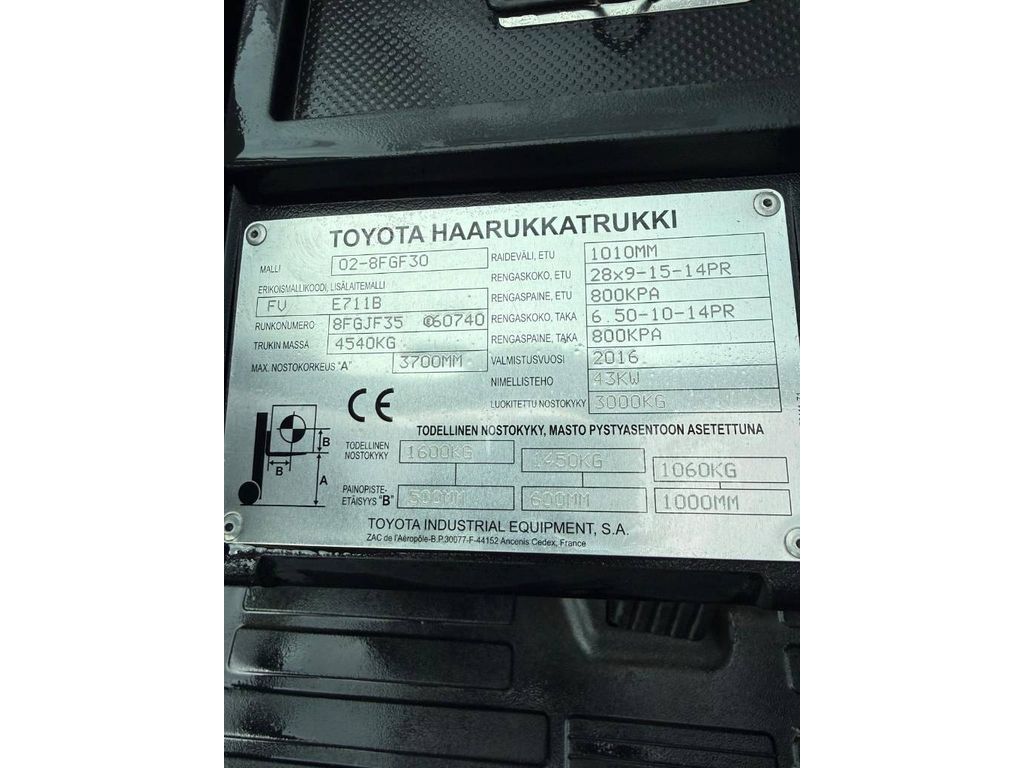 TOYOTA HAARUKKATRUKKI
MALLI 02-8FGF30
ERIKOISMALLIKOODI, LISÄLAITEMALLI
FV E711B
RUNKONUMERO 8FGJF35 60740
TRUKIN MASSA 4540KG
MAX. NOSTOKORKEUS "A" 3700MM
RAIDEVÄLI, ETU 1010MM
RENGASKOKO, ETU 28x9-15-14PR
RENGASPAINE, ETU 800KPA
RENGASKOKO, TAKA 6.50-10-14PR
RENGASPAINE, TAKA 800KPA
VALMISTUSVUOSI 2016
NIMELLISTEHO 43KW
LUOKITETTU NOSTOKYKY 3000KG
CE
B
B
A
TODELLINEN NOSTOKYKY, MASTO PYSTYASENTOON ASETETTUNA
TODELLINEN
NOSTOKYKY 1600KG 1450KG 1060KG
PAINOPISTE-
ETÄISYYS "B" 500MM 600MM 1000MM
TOYOTA INDUSTRIAL EQUIPMENT, S.A.
ZAC de l'Aéropôle-B.P.30077-F-44152 Ancenis Cedex, France